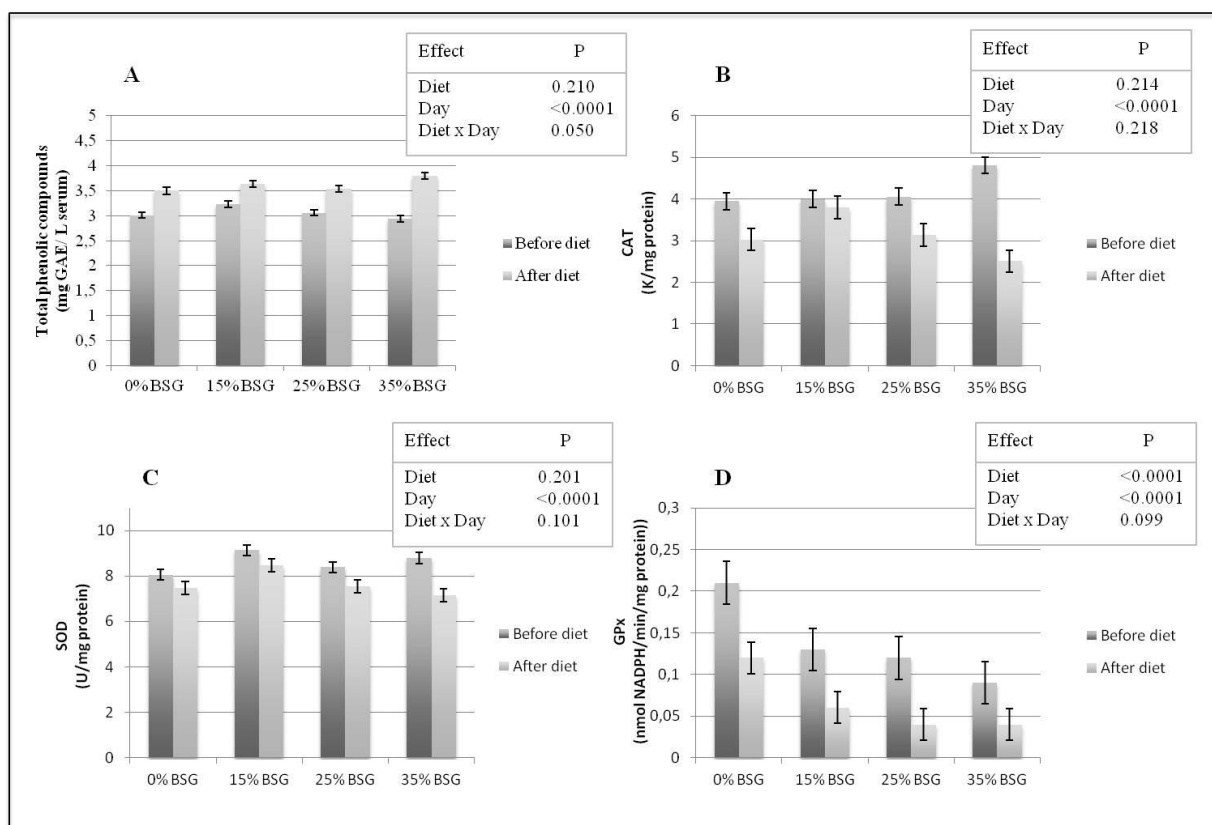 A
Effect P
Diet 0.210
Day <0.0001
Diet x Day 0.050
Total phenolic compounds
(mg GAE/ L serum)
5
4,5
4
3,5
3
2,5
2
1,5
1
0,5
0
0% BSG 15% BSG 25% BSG 35% BSG
Before diet
After diet
B
Effect P
Diet 0.214
Day <0.0001
Diet x Day 0.218
CAT
(K/mg protein)
6
5
4
3
2
1
0
0% BSG 15% BSG 25% BSG 35% BSG
Before diet
After diet
C
Effect P
Diet 0.201
Day <0.0001
Diet x Day 0.101
SOD
(U/mg protein)
10
8
6
4
2
0
0% BSG 15% BSG 25% BSG 35% BSG
Before diet
After diet
D
Effect P
Diet <0.0001
Day <0.0001
Diet x Day 0.099
GPx
(nmol NADPH/min/mg protein))
0,3
0,25
0,2
0,15
0,1
0,05
0
0% BSG 15% BSG 25% BSG 35% BSG
Before diet
After diet